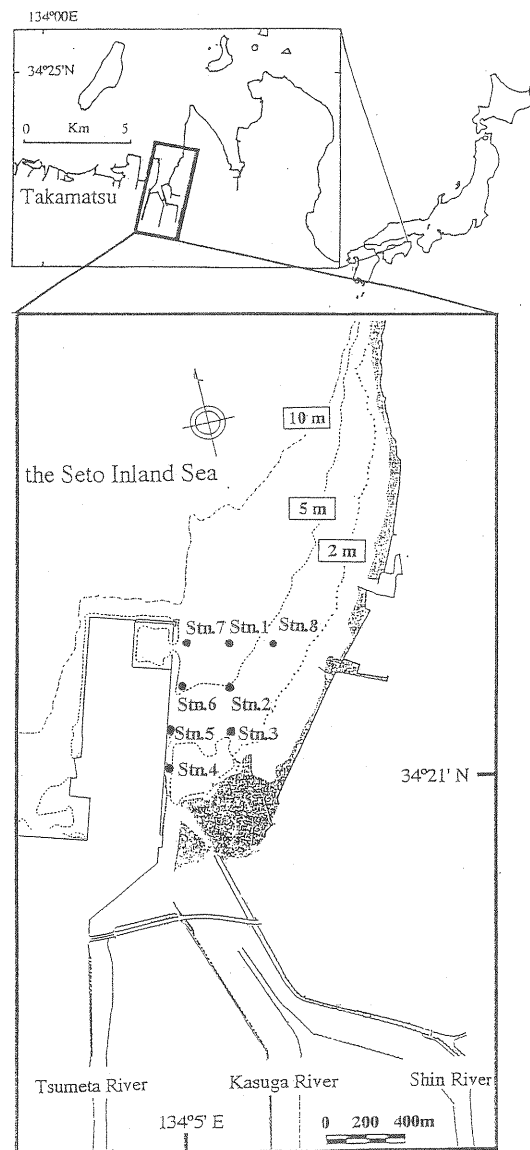 134°00E
34°25'N
0 Km 5
Takamatsu
10 m
the Seto Inland Sea
5 m
2 m
Stn.7 Stn.1 Stn.8
Stn.6 Stn.2
Stn.5 Stn.3
Stn.4
34°21' N
Tsumeta River Kasuga River Shin River
134°5' E
0 200 400m